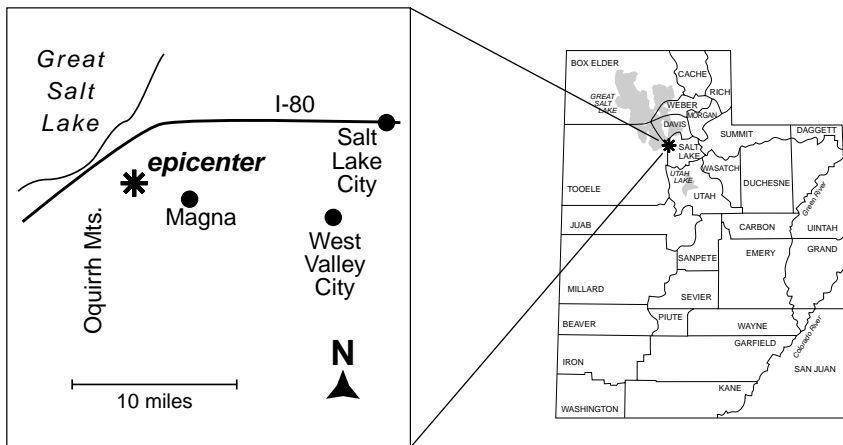 Great
Salt
Lake
I-80
Salt
Lake
City
epicenter
Magna
Oquirrh Mts.
West
Valley
City
N
10 miles
BOX ELDER
CACHE
RICH
GREAT
SALT
LAKE
WEBER
MORGAN
DAVIS
SUMMIT
DAGGETT
SALT
LAKE
WASATCH
UTAH
LAKE
TOOELE
UTAH
DUCHESNE
Green River
JUAB
CARBON
UINTAH
SANPETE
EMERY
GRAND
MILLARD
SEVIER
BEAVER
PIUTE
WAYNE
Colorado River
GARFIELD
IRON
SAN JUAN
KANE
WASHINGTON